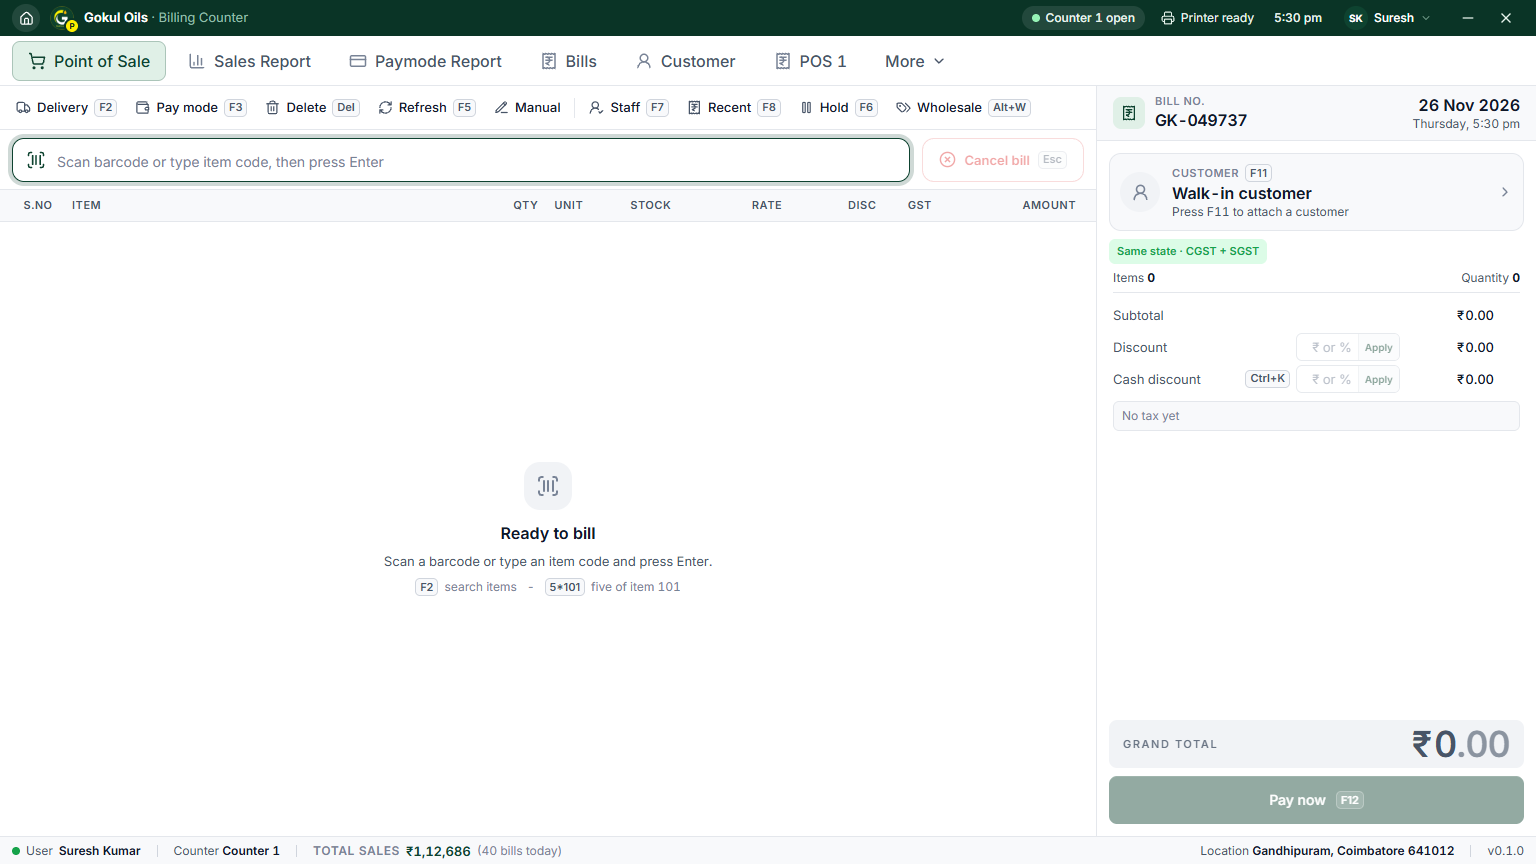 Gokul Oils · Billing Counter
P
Counter 1 open
Printer ready
5:30 pm
SK Suresh
Point of Sale
Sales Report
Paymode Report
Bills
Customer
POS 1
More
Delivery F2
Pay mode F3
Delete Del
Refresh F5
Manual
Staff F7
Recent F8
Hold F6
Wholesale Alt+W
Scan barcode or type item code, then press Enter
Cancel bill Esc
S.NO ITEM QTY UNIT STOCK RATE DISC GST AMOUNT
Ready to bill
Scan a barcode or type an item code and press Enter.
F2 search items - 5*101 five of item 101
BILL NO.
GK-049737
26 Nov 2026
Thursday, 5:30 pm
CUSTOMER F11
Walk-in customer
Press F11 to attach a customer
Same state · CGST + SGST
Items 0 Quantity 0
Subtotal ₹0.00
Discount ₹ or % Apply ₹0.00
Cash discount Ctrl+K ₹ or % Apply ₹0.00
No tax yet
GRAND TOTAL ₹0.00
Pay now F12
User Suresh Kumar
Counter Counter 1
TOTAL SALES ₹1,12,686 (40 bills today)
Location Gandhipuram, Coimbatore 641012
v0.1.0